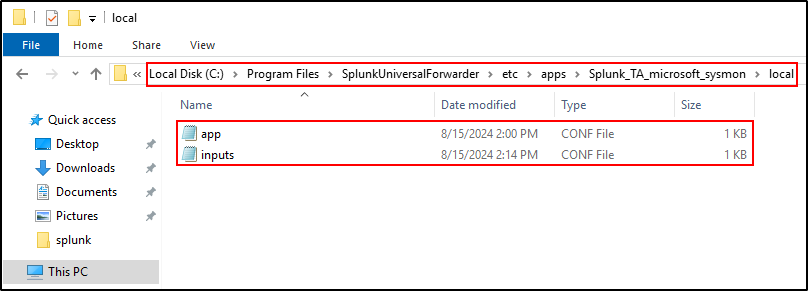 local
File Home Share View
« Local Disk (C:) > Program Files > SplunkUniversalForwarder > etc > apps > Splunk_TA_microsoft_sysmon > local
Name Date modified Type Size
Quick access
Desktop
Downloads
Documents
Pictures
splunk
This PC
app 8/15/2024 2:00 PM CONF File 1 KB
inputs 8/15/2024 2:14 PM CONF File 1 KB